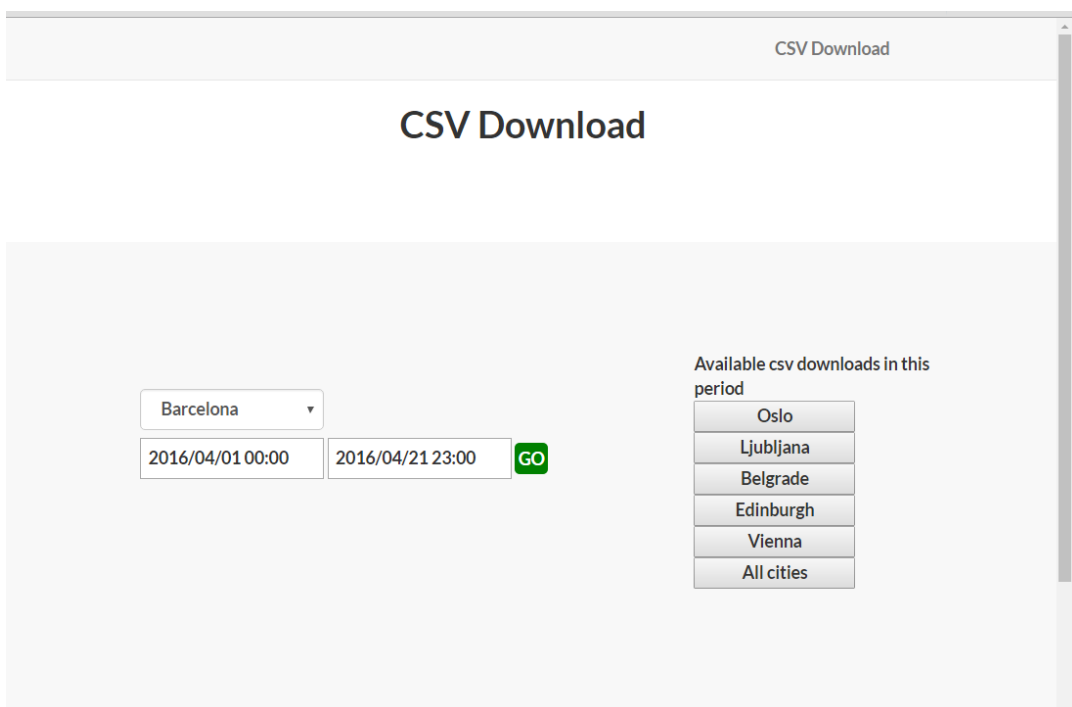 CSV Download
CSV Download
Barcelona
2016/04/01 00:00 2016/04/21 23:00 GO
Available csv downloads in this
period
Oslo
Ljubljana
Belgrade
Edinburgh
Vienna
All cities